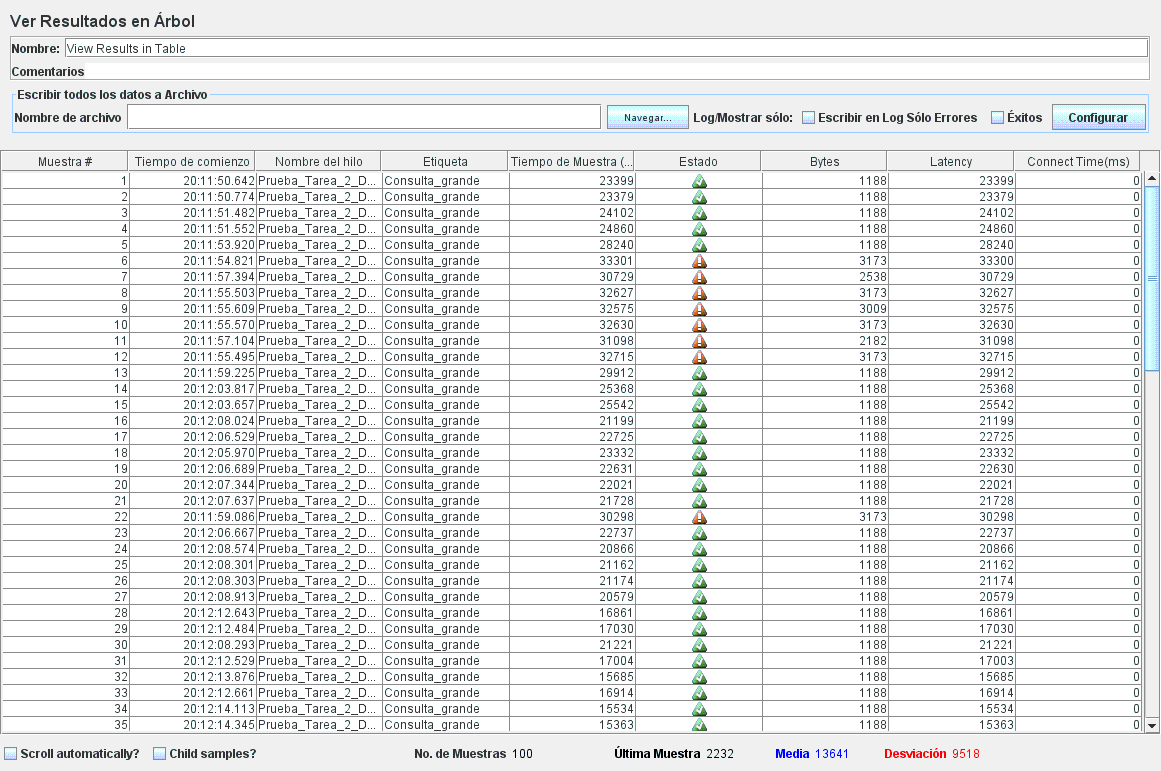 Ver Resultados en Árbol
Nombre: View Results in Table
Comentarios
Escribir todos los datos a Archivo
Nombre de archivo Navegar... Log/Mostrar sólo: Escribir en Log Sólo Errores Éxitos Configurar
Muestra # Tiempo de comienzo Nombre del hilo Etiqueta Tiempo de Muestra (... Estado Bytes Latency Connect Time(ms)
1 20:11:50.642 Prueba_Tarea_2_D... Consulta_grande 23399 1188 23399 0
2 20:11:50.774 Prueba_Tarea_2_D... Consulta_grande 23379 1188 23379 0
3 20:11:51.482 Prueba_Tarea_2_D... Consulta_grande 24102 1188 24102 0
4 20:11:51.552 Prueba_Tarea_2_D... Consulta_grande 24860 1188 24860 0
5 20:11:53.920 Prueba_Tarea_2_D... Consulta_grande 28240 1188 28240 0
6 20:11:54.821 Prueba_Tarea_2_D... Consulta_grande 33301 3173 33300 0
7 20:11:57.394 Prueba_Tarea_2_D... Consulta_grande 30729 2538 30729 0
8 20:11:55.503 Prueba_Tarea_2_D... Consulta_grande 32627 3173 32627 0
9 20:11:55.609 Prueba_Tarea_2_D... Consulta_grande 32575 3009 32575 0
10 20:11:55.570 Prueba_Tarea_2_D... Consulta_grande 32630 3173 32630 0
11 20:11:57.104 Prueba_Tarea_2_D... Consulta_grande 31098 2182 31098 0
12 20:11:55.495 Prueba_Tarea_2_D... Consulta_grande 32715 3173 32715 0
13 20:11:59.225 Prueba_Tarea_2_D... Consulta_grande 29912 1188 29912 0
14 20:12:03.817 Prueba_Tarea_2_D... Consulta_grande 25368 1188 25368 0
15 20:12:03.657 Prueba_Tarea_2_D... Consulta_grande 25542 1188 25542 0
16 20:12:08.024 Prueba_Tarea_2_D... Consulta_grande 21199 1188 21199 0
17 20:12:06.529 Prueba_Tarea_2_D... Consulta_grande 22725 1188 22725 0
18 20:12:05.970 Prueba_Tarea_2_D... Consulta_grande 23332 1188 23332 0
19 20:12:06.689 Prueba_Tarea_2_D... Consulta_grande 22631 1188 22630 0
20 20:12:07.344 Prueba_Tarea_2_D... Consulta_grande 22021 1188 22021 0
21 20:12:07.637 Prueba_Tarea_2_D... Consulta_grande 21728 1188 21728 0
22 20:11:59.086 Prueba_Tarea_2_D... Consulta_grande 30298 3173 30298 0
23 20:12:06.667 Prueba_Tarea_2_D... Consulta_grande 22737 1188 22737 0
24 20:12:08.574 Prueba_Tarea_2_D... Consulta_grande 20866 1188 20866 0
25 20:12:08.301 Prueba_Tarea_2_D... Consulta_grande 21162 1188 21162 0
26 20:12:08.303 Prueba_Tarea_2_D... Consulta_grande 21174 1188 21174 0
27 20:12:08.913 Prueba_Tarea_2_D... Consulta_grande 20579 1188 20579 0
28 20:12:12.643 Prueba_Tarea_2_D... Consulta_grande 16861 1188 16861 0
29 20:12:12.484 Prueba_Tarea_2_D... Consulta_grande 17030 1188 17030 0
30 20:12:08.293 Prueba_Tarea_2_D... Consulta_grande 21221 1188 21221 0
31 20:12:12.529 Prueba_Tarea_2_D... Consulta_grande 17004 1188 17003 0
32 20:12:13.876 Prueba_Tarea_2_D... Consulta_grande 15685 1188 15685 0
33 20:12:12.661 Prueba_Tarea_2_D... Consulta_grande 16914 1188 16914 0
34 20:12:14.113 Prueba_Tarea_2_D... Consulta_grande 15534 1188 15534 0
35 20:12:14.345 Prueba_Tarea_2_D... Consulta_grande 15363 1188 15363 0
Scroll automatically? Child samples? No. de Muestras 100 Última Muestra 2232 Media 13641 Desviación 9518